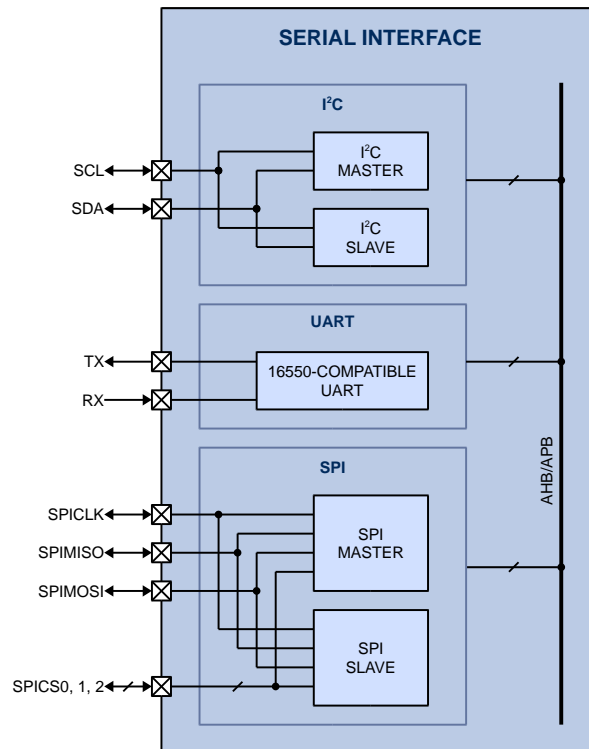 SERIAL INTERFACE
I²C
SCL
SDA
I²C
MASTER
I²C
SLAVE
UART
TX
RX
16550-COMPATIBLE
UART
AHB/APB
SPI
SPICLK
SPIMISO
SPIMOSI
SPICS0, 1, 2
SPI
MASTER
SPI
SLAVE